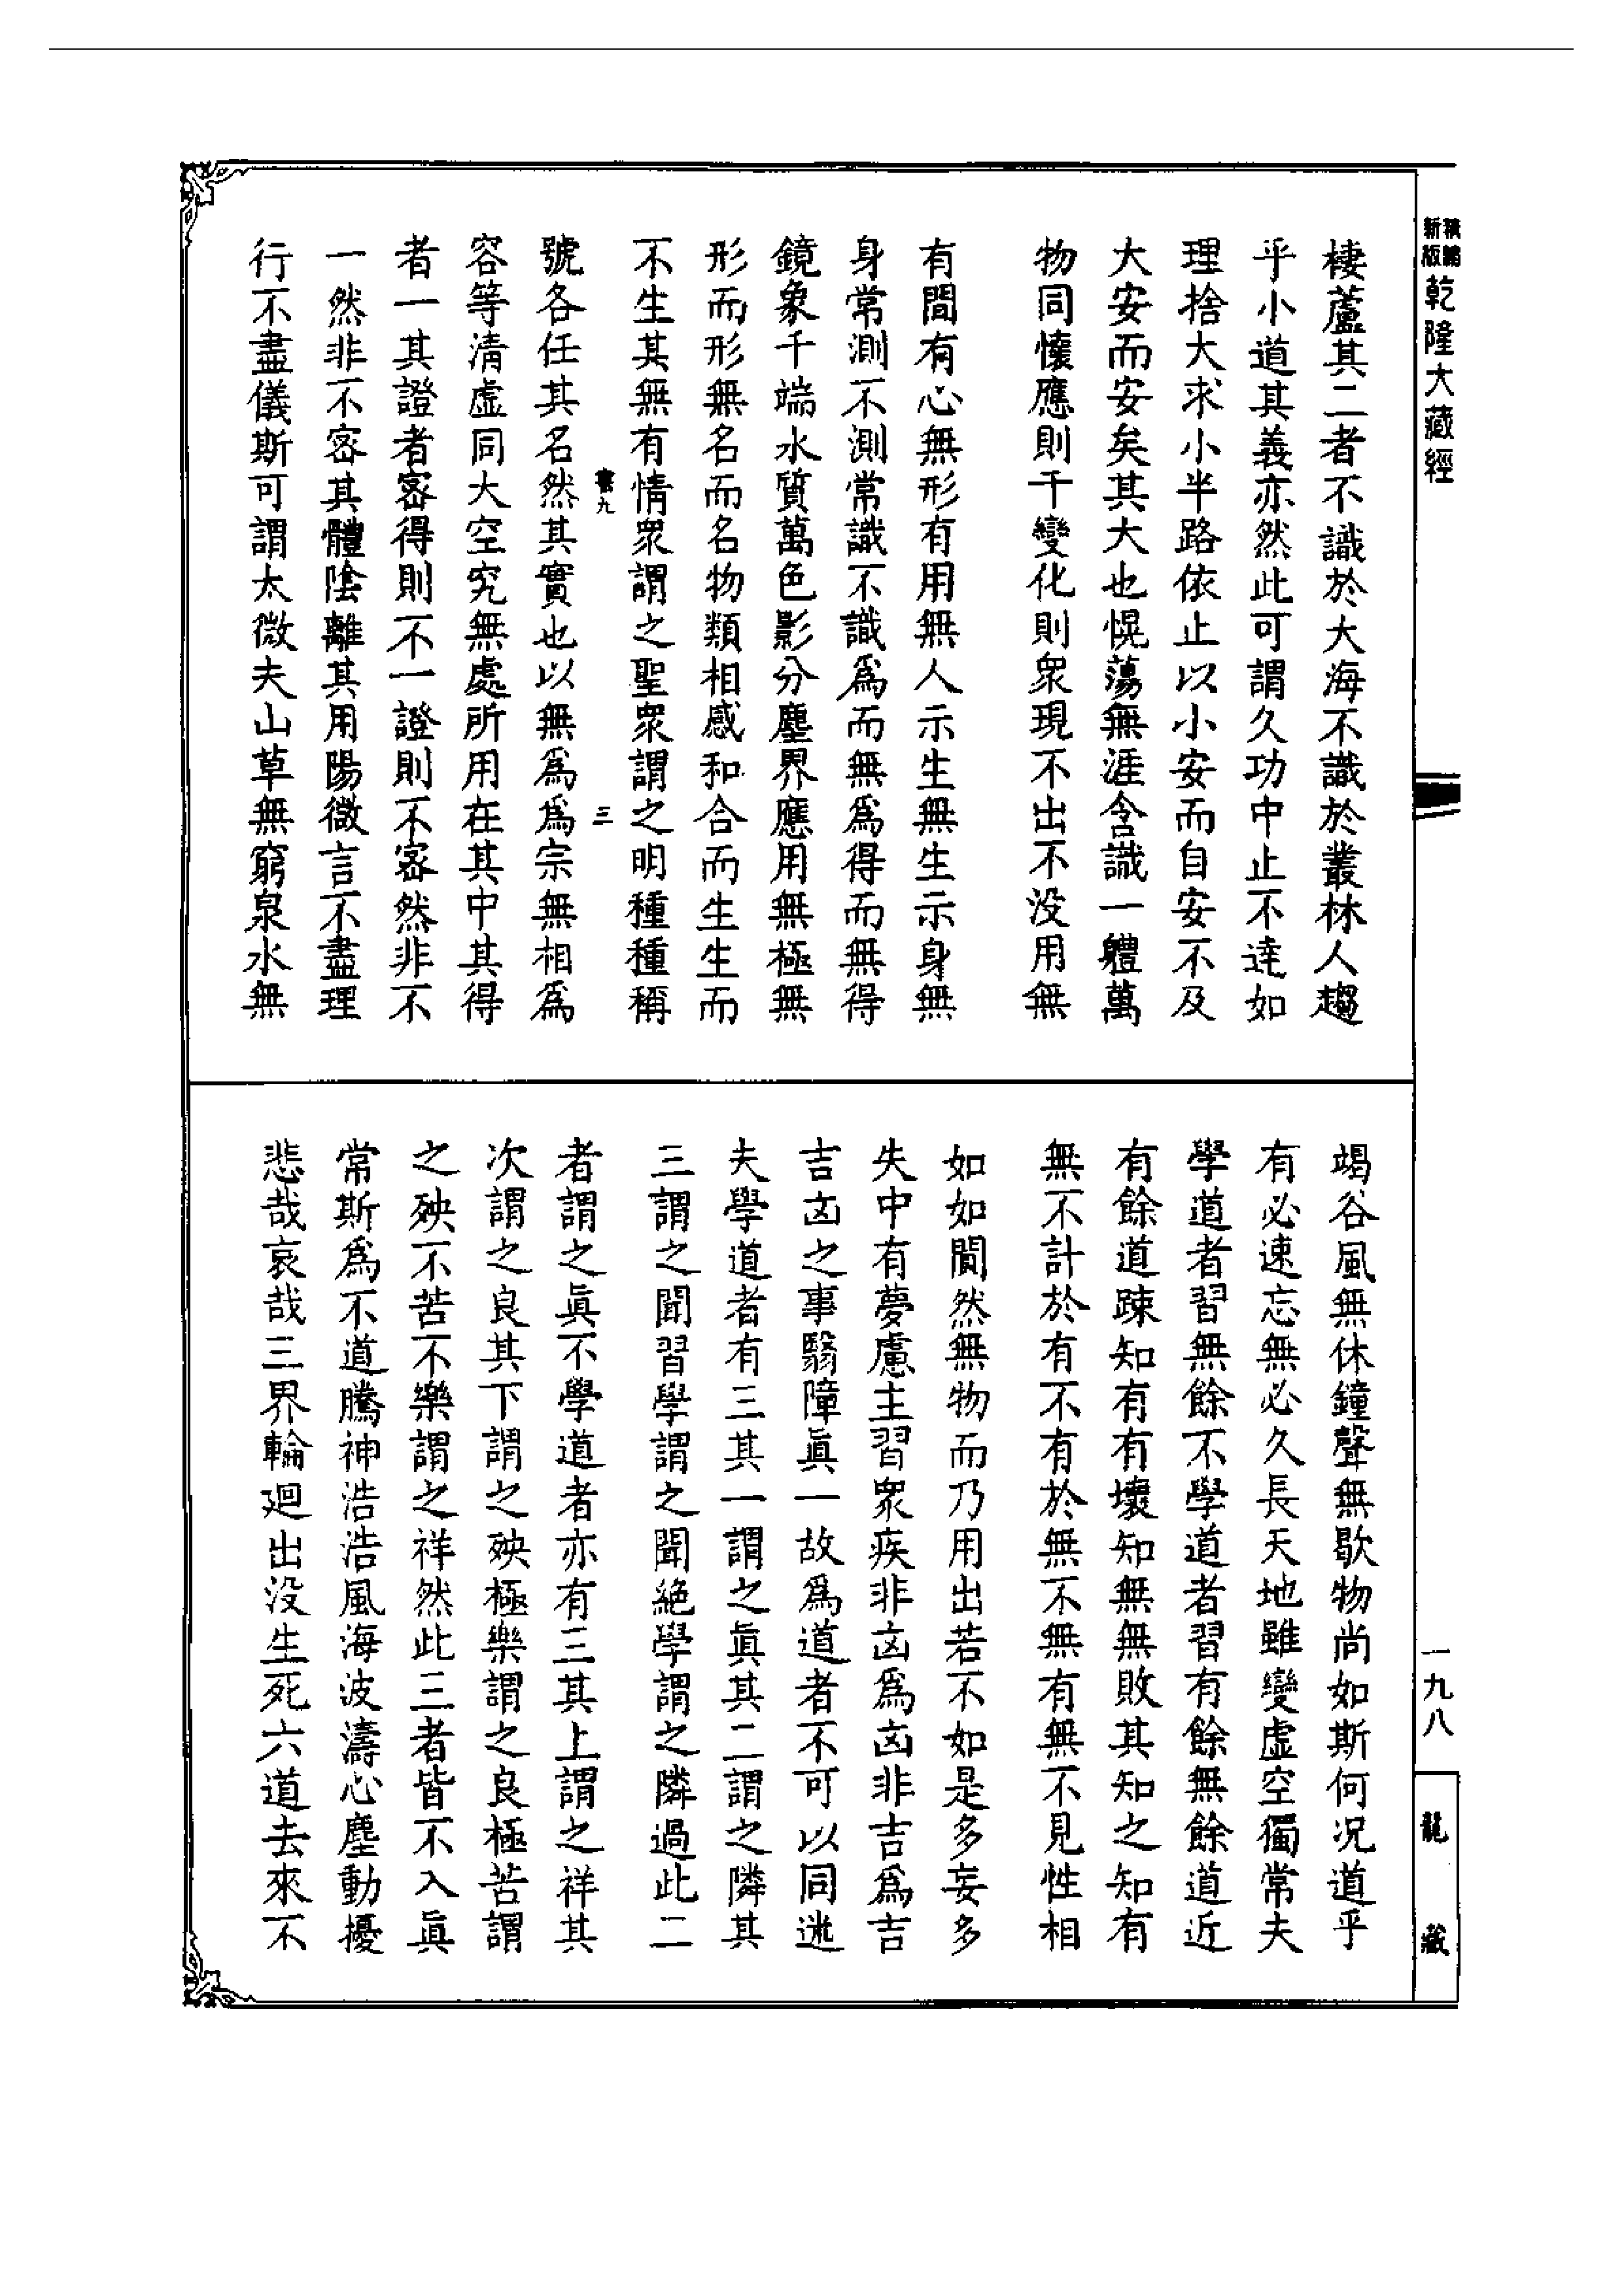 新編縮版乾隆大藏經
棲蘆其二者不識於大海不識於叢林人趨
乎小道其義亦然此可謂久功中止不達如
理捨大求小半路依止以小安而自安不及
大安而安矣其大也愰蕩無涯含識一軆萬
物同懷應則千變化則衆現不出不没用無
有間有心無形有用無人示生無生示身無
身常測不測常識不識爲而無爲得而無得
鏡象千端水質萬色影分塵界應用無極無
形而形無名而名物類相感和合而生生而
不生其無有情衆謂之聖衆謂之明種種稱
九 三
號各任其名然其實也以無爲爲宗無相爲
容等清虛同大空究無處所用在其中其得
者一其證者密得則不一證則不密然非不
一然非不密其體陰離其用陽微言不盡理
行不盡儀斯可謂太微夫山草無窮泉水無
竭谷風無休鐘聲無歇物尚如斯何况道乎
有必速忘無必久長天地雖變虛空獨常夫
學道者習無餘不學道者習有餘無餘道近
有餘道踈知有有壞知無無敗其知之知有
無不計於有不有於無不無有無不見性相
如如閴然無物而乃用出若不如是多妄多
失中有夢慮主習衆疾非凶爲凶非吉爲吉
吉凶之事翳障眞一故爲道者不可以同迷
夫學道者有三其一謂之眞其二謂之隣其
三謂之聞習學謂之聞絕學謂之隣過此二
者謂之眞不學道者亦有三其上謂之祥其
次謂之良其下謂之殃極樂謂之良極苦謂
之殃不苦不樂謂之祥然此三者皆不入眞
常斯爲不道騰神浩浩風海波濤心塵動擾
悲哉哀哉三界輪迴出没生死六道去來不
一九八
龍藏